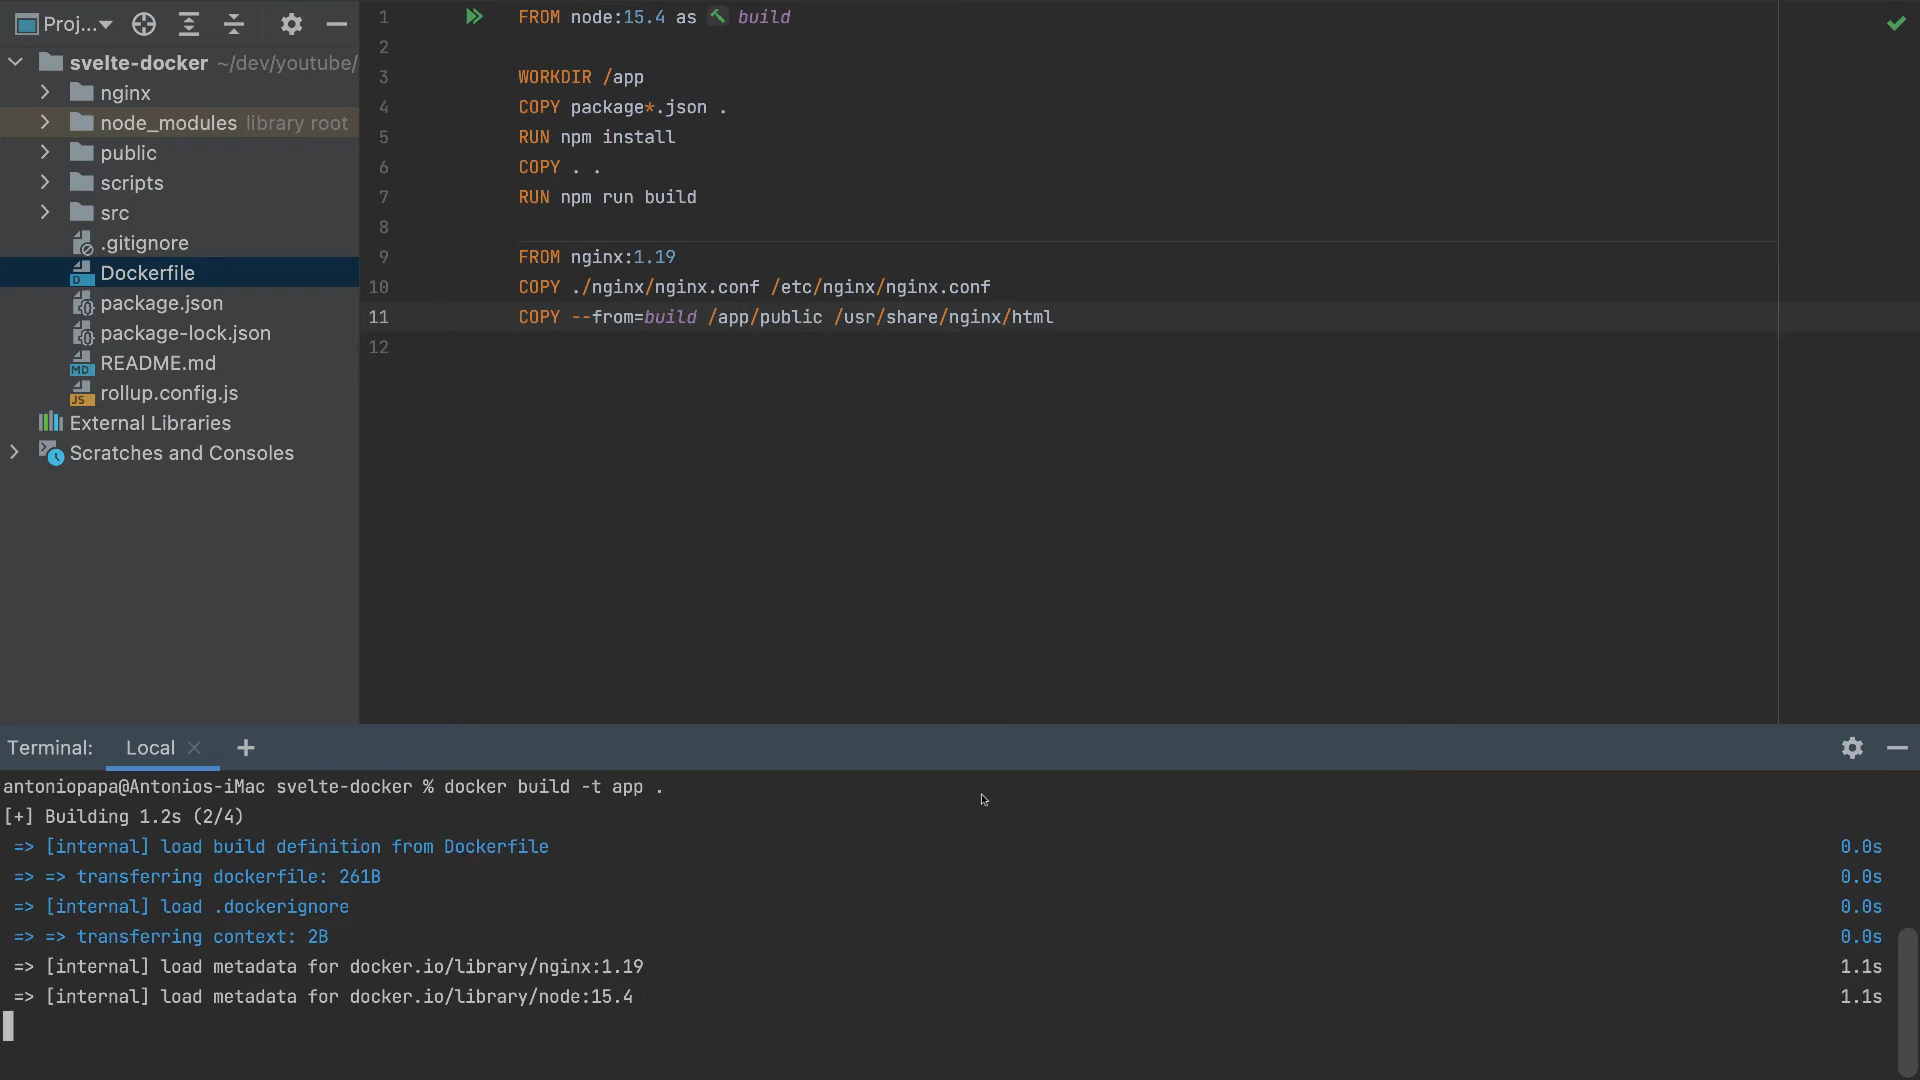 Proj...
svelte-docker ~/dev/youtube/
nginx
node_modules library root
public
scripts
src
.gitignore
Dockerfile
package.json
package-lock.json
README.md
rollup.config.js
External Libraries
Scratches and Consoles
1 FROM node:15.4 as build
2
3 WORKDIR /app
4 COPY package*.json .
5 RUN npm install
6 COPY . .
7 RUN npm run build
8
9 FROM nginx:1.19
10 COPY ./nginx/nginx.conf /etc/nginx/nginx.conf
11 COPY --from=build /app/public /usr/share/nginx/html
12
Terminal: Local
antoniopapa@Antonios-iMac svelte-docker % docker build -t app .
[+] Building 1.2s (2/4)
=> [internal] load build definition from Dockerfile 0.0s
=> => transferring dockerfile: 261B 0.0s
=> [internal] load .dockerignore 0.0s
=> => transferring context: 2B 0.0s
=> [internal] load metadata for docker.io/library/nginx:1.19 1.1s
=> [internal] load metadata for docker.io/library/node:15.4 1.1s